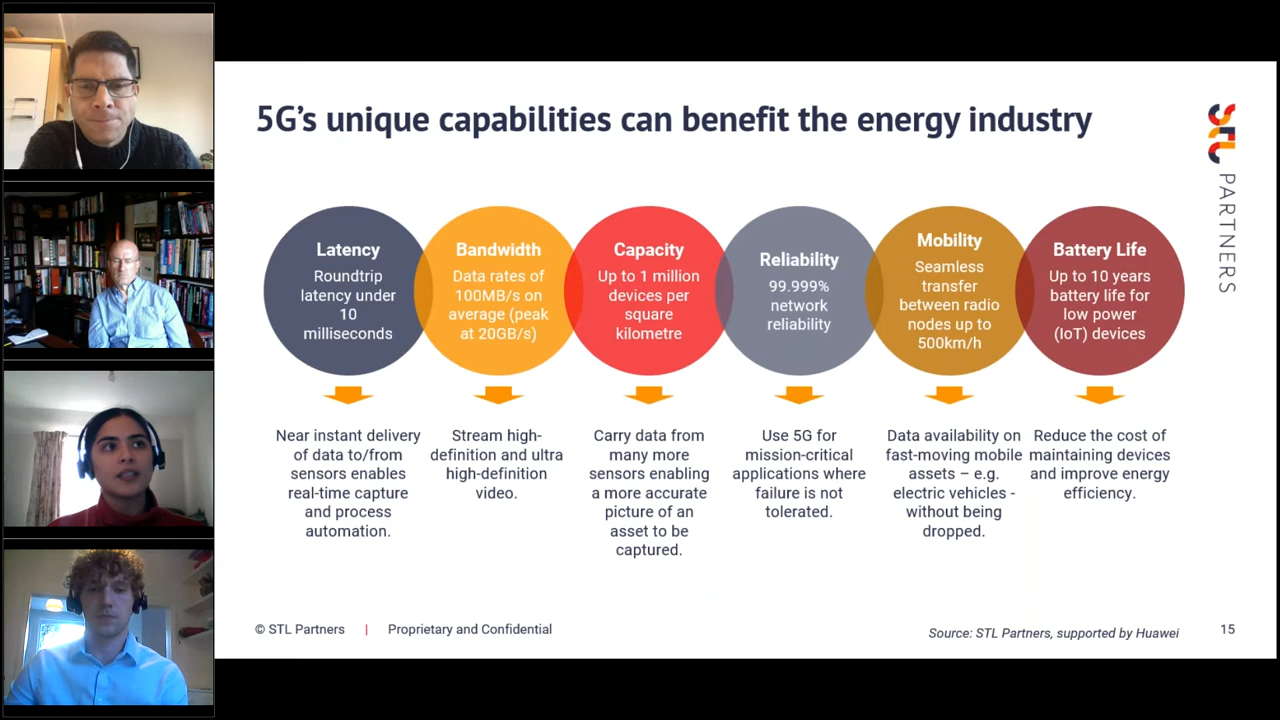 5G's unique capabilities can benefit the energy industry
STL
PARTNERS
Latency
Roundtrip
latency under
10
milliseconds
Bandwidth
Data rates of
100MB/s on
average (peak
at 20GB/s)
Capacity
Up to 1 million
devices per
square
kilometre
Reliability
99.999%
network
reliability
Mobility
Seamless
transfer
between radio
nodes up to
500km/h
Battery Life
Up to 10 years
battery life for
low power
(IoT) devices
Near instant delivery
of data to/from
sensors enables
real-time capture
and process
automation.
Stream high-
definition and ultra
high-definition
video.
Carry data from
many more
sensors enabling
a more accurate
picture of an
asset to be
captured.
Use 5G for
mission-critical
applications where
failure is not
tolerated.
Data availability on
fast-moving mobile
assets – e.g.
electric vehicles -
without being
dropped.
Reduce the cost of
maintaining devices
and improve energy
efficiency.
© STL Partners | Proprietary and Confidential
Source: STL Partners, supported by Huawei
15